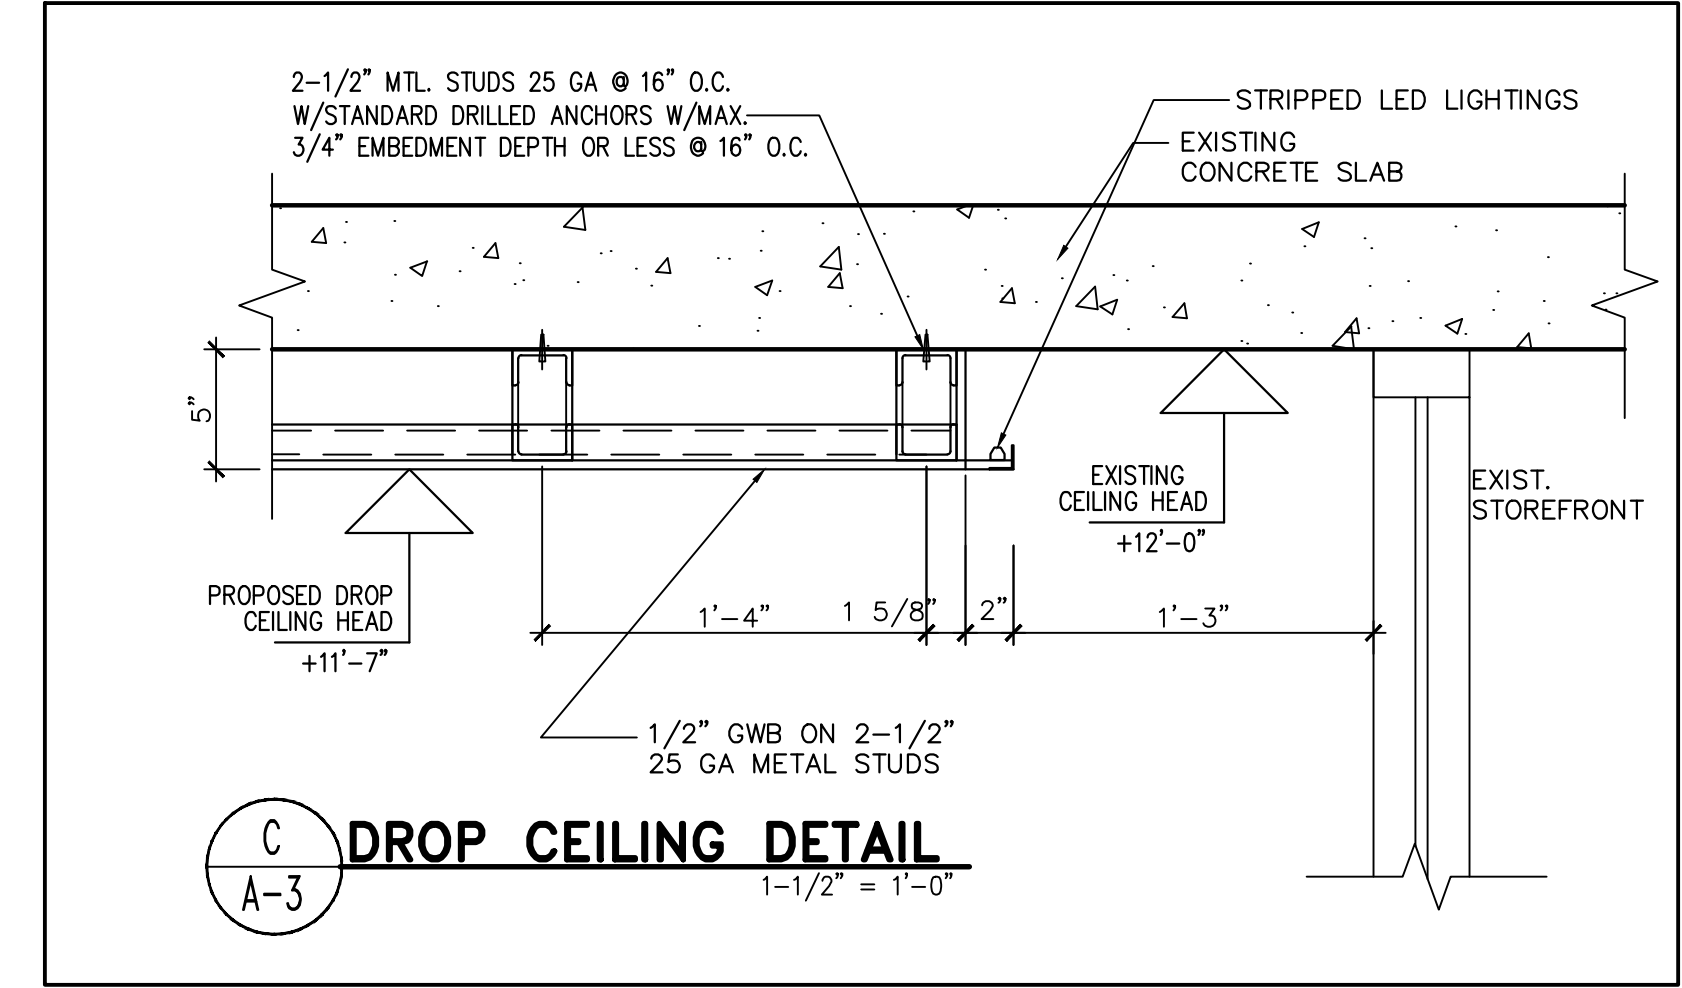 2-1/2" MTL. STUDS 25 GA @ 16" O.C.
W/STANDARD DRILLED ANCHORS W/MAX.
3/4" EMBEDMENT DEPTH OR LESS @ 16" O.C.
STRIPPED LED LIGHTINGS
EXISTING
CONCRETE SLAB
5"
EXISTING
CEILING HEAD
+12'-0"
EXIST.
STOREFRONT
PROPOSED DROP
CEILING HEAD
+11'-7"
1'-4"
1 5/8"
2"
1'-3"
1/2" GWB ON 2-1/2"
25 GA METAL STUDS
C
A-3
DROP CEILING DETAIL
1-1/2" = 1'-0"